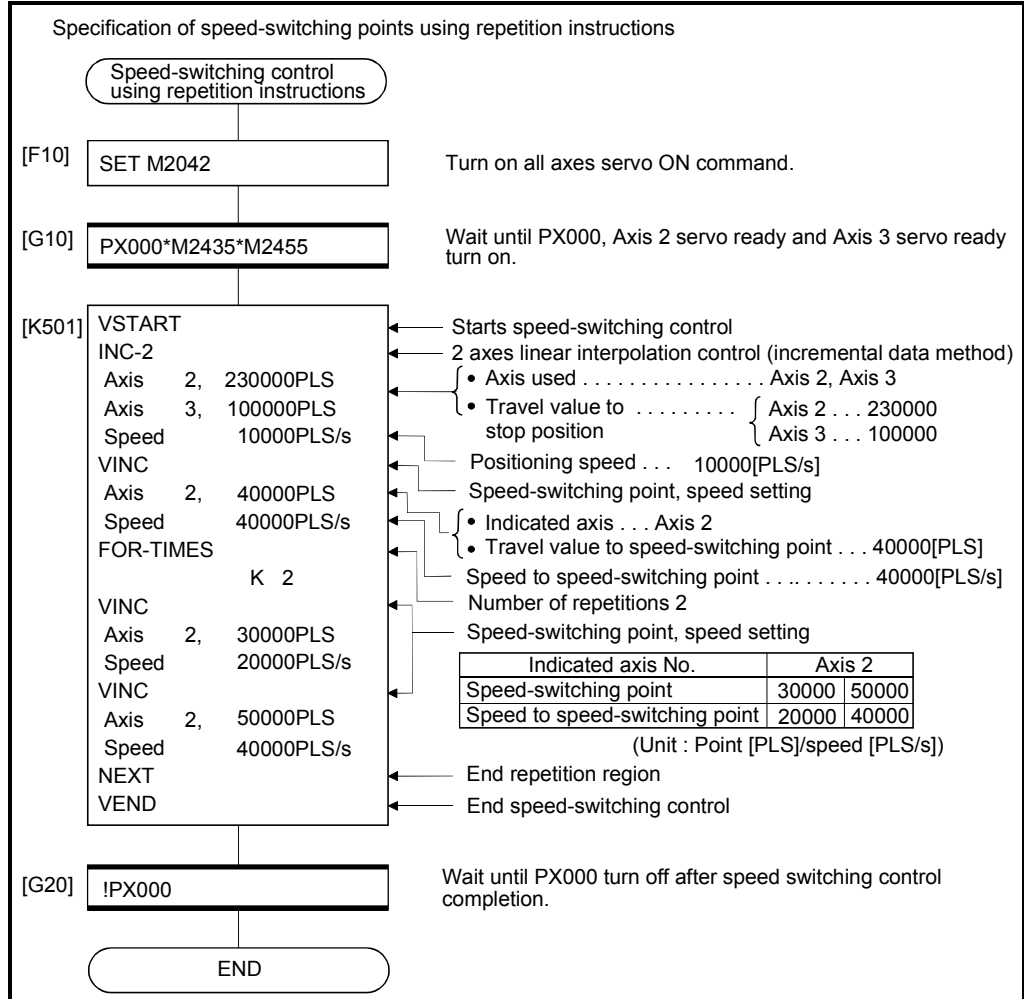 Specification of speed-switching points using repetition instructions
Speed-switching control
using repetition instructions
[F10] SET M2042
Turn on all axes servo ON command.
[G10] PX000*M2435*M2455
Wait until PX000, Axis 2 servo ready and Axis 3 servo ready
turn on.
[K501] VSTART
INC-2
Axis 2, 230000PLS
Axis 3, 100000PLS
Speed 10000PLS/s
VINC
Axis 2, 40000PLS
Speed 40000PLS/s
FOR-TIMES
K 2
VINC
Axis 2, 30000PLS
Speed 20000PLS/s
VINC
Axis 2, 50000PLS
Speed 40000PLS/s
NEXT
VEND
Starts speed-switching control
2 axes linear interpolation control (incremental data method)
• Axis used . . . . . . . . . . . . . . . . Axis 2, Axis 3
• Travel value to . . . . . . . . . Axis 2 . . . 230000
stop position Axis 3 . . . 100000
Positioning speed . . . 10000[PLS/s]
Speed-switching point, speed setting
• Indicated axis . . . Axis 2
• Travel value to speed-switching point . . . 40000[PLS]
Speed to speed-switching point . . .. . . . . . . 40000[PLS/s]
Number of repetitions 2
Speed-switching point, speed setting
Indicated axis No. Axis 2
Speed-switching point 30000 50000
Speed to speed-switching point 20000 40000
(Unit : Point [PLS]/speed [PLS/s])
End repetition region
End speed-switching control
[G20] !PX000
Wait until PX000 turn off after speed switching control
completion.
END